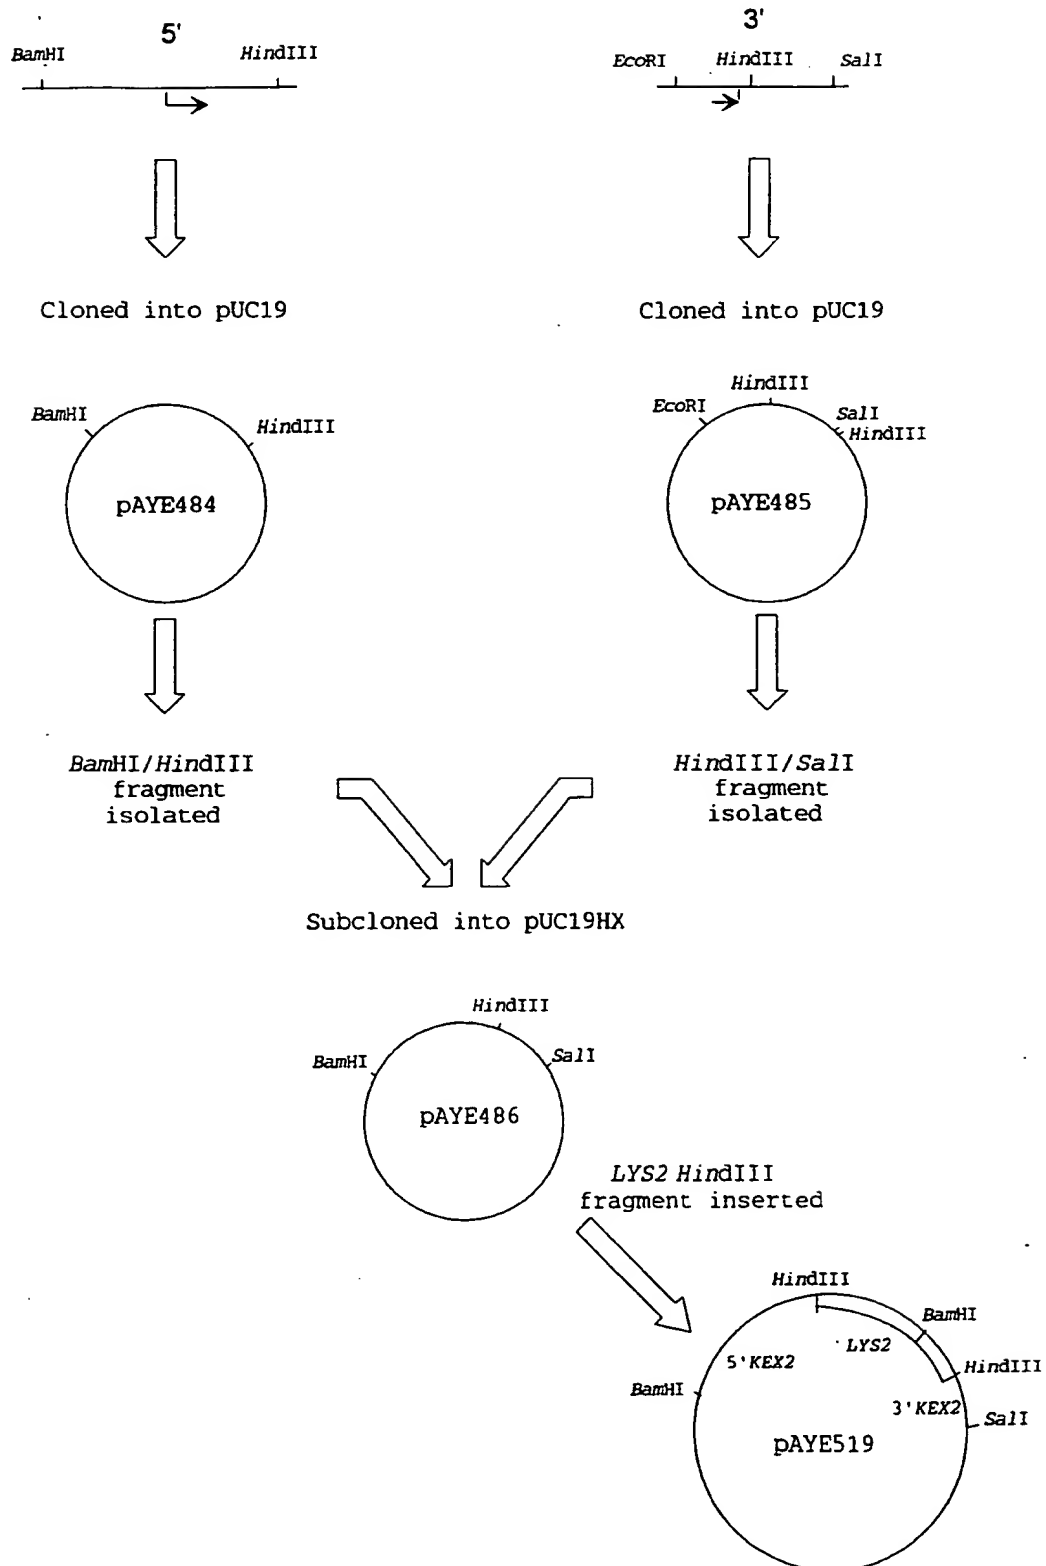 5'
BamHI
HindIII
3'
EcoRI
HindIII
SalI
Cloned into pUC19
Cloned into pUC19
BamHI
HindIII
pAYE484
HindIII
EcoRI
SalI
HindIII
pAYE485
BamHI/HindIII
fragment
isolated
HindIII/SalI
fragment
isolated
Subcloned into pUC19HX
HindIII
BamHI
SalI
pAYE486
LYS2 HindIII
fragment inserted
HindIII
BamHI
LYS2
5'KEX2
HindIII
BamHI
3'KEX2
SalI
pAYE519